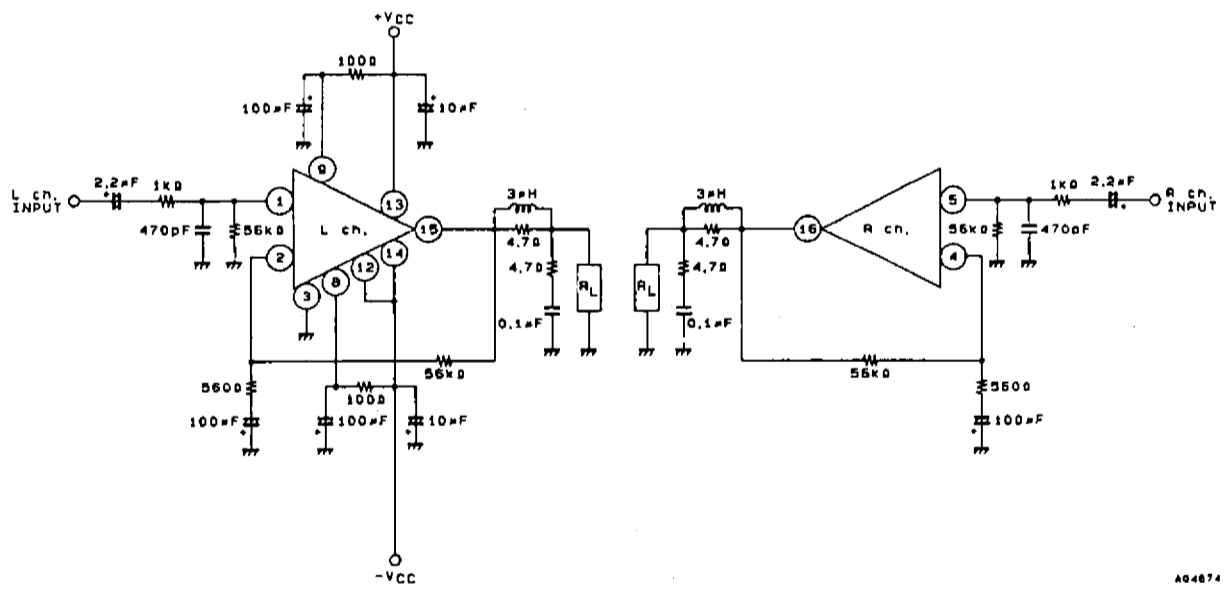 +VCC
100Ω
100µF
+
+
10µF
9
L ch.
INPUT
2.2µF
+
1kΩ
470pF
56kΩ
1
2
3
8
12
13
14
15
L ch.
3µH
4.7Ω
4.7Ω
0.1µF
RL
56kΩ
560Ω
100µF
+
100Ω
100µF
+
10µF
+
-VCC
3µH
4.7Ω
4.7Ω
0.1µF
RL
16
R ch.
5
4
56kΩ
470pF
1kΩ
2.2µF
+
R ch.
INPUT
56kΩ
560Ω
100µF
+
A04874